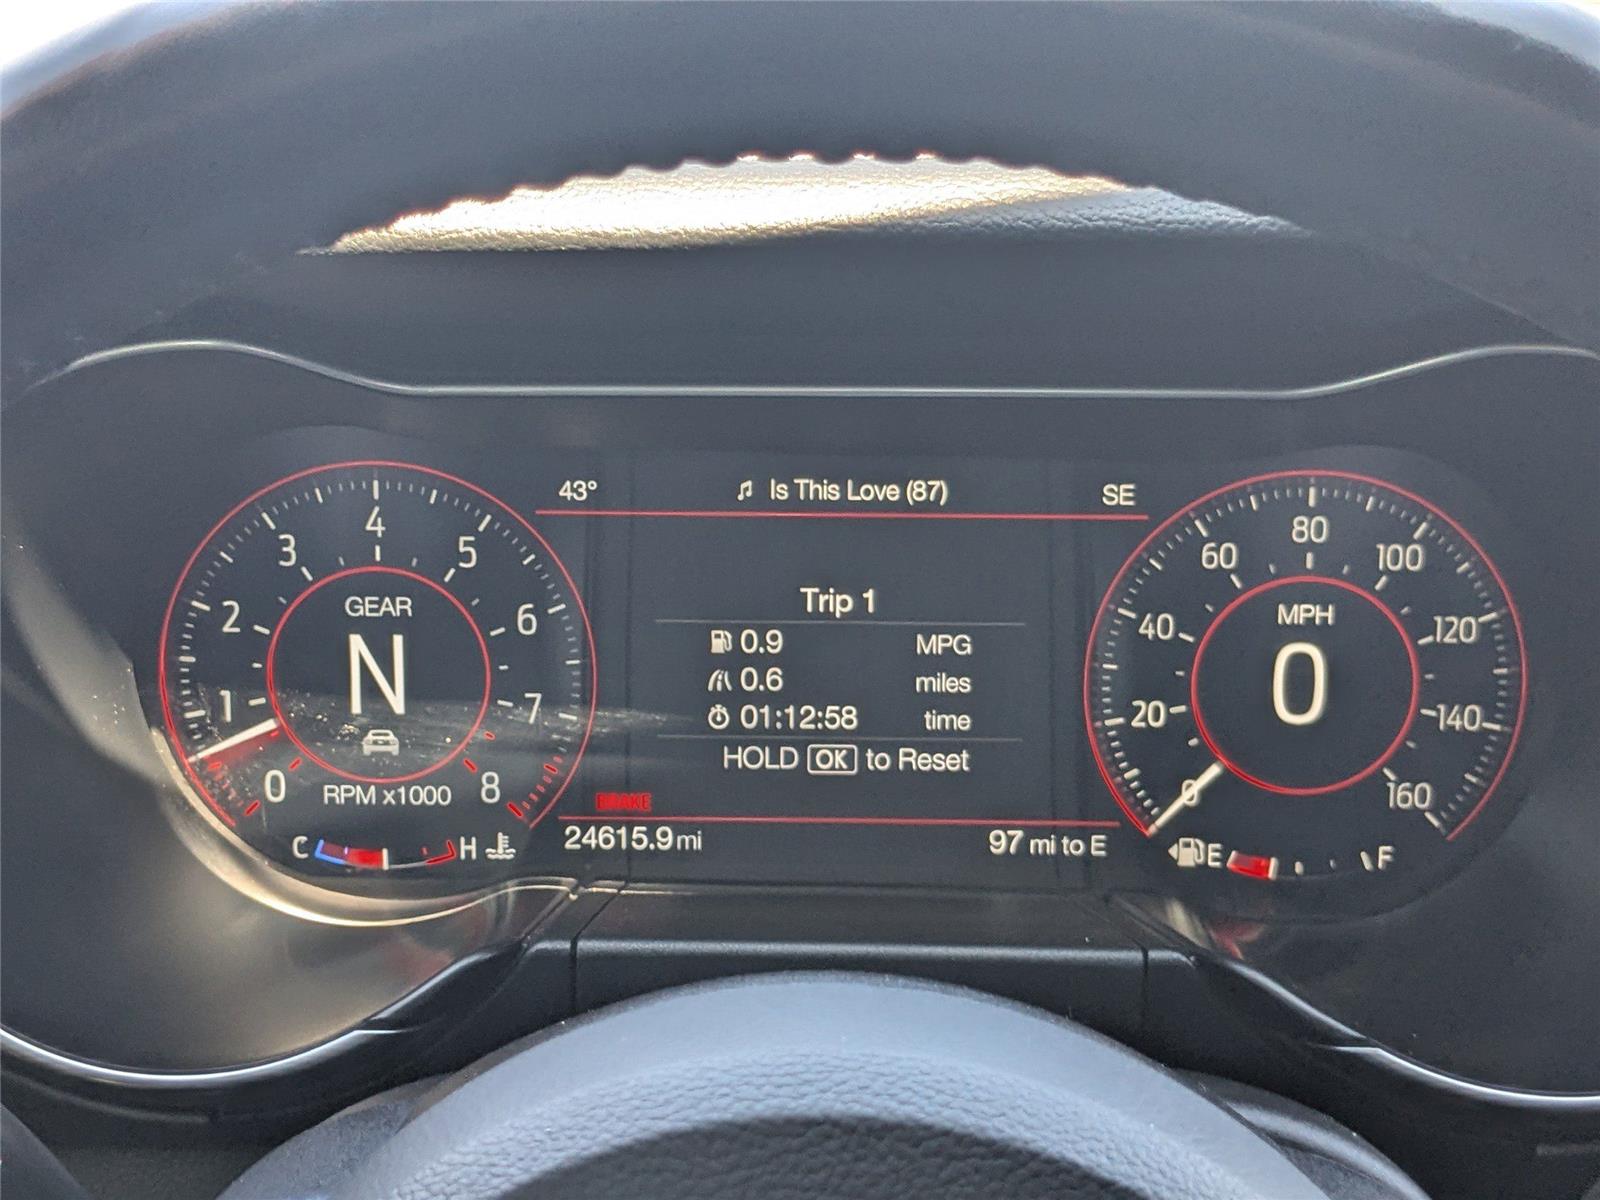 43° Is This Love (87) SE
4
3 5
2 6
1 7
0 8
GEAR
N
RPM x1000
C H
Trip 1
0.9 MPG
0.6 miles
01:12:58 time
HOLD OK to Reset
BRAKE
24615.9 mi 97 mi to E
80
60 100
40 120
20 140
0 160
MPH
0
E F